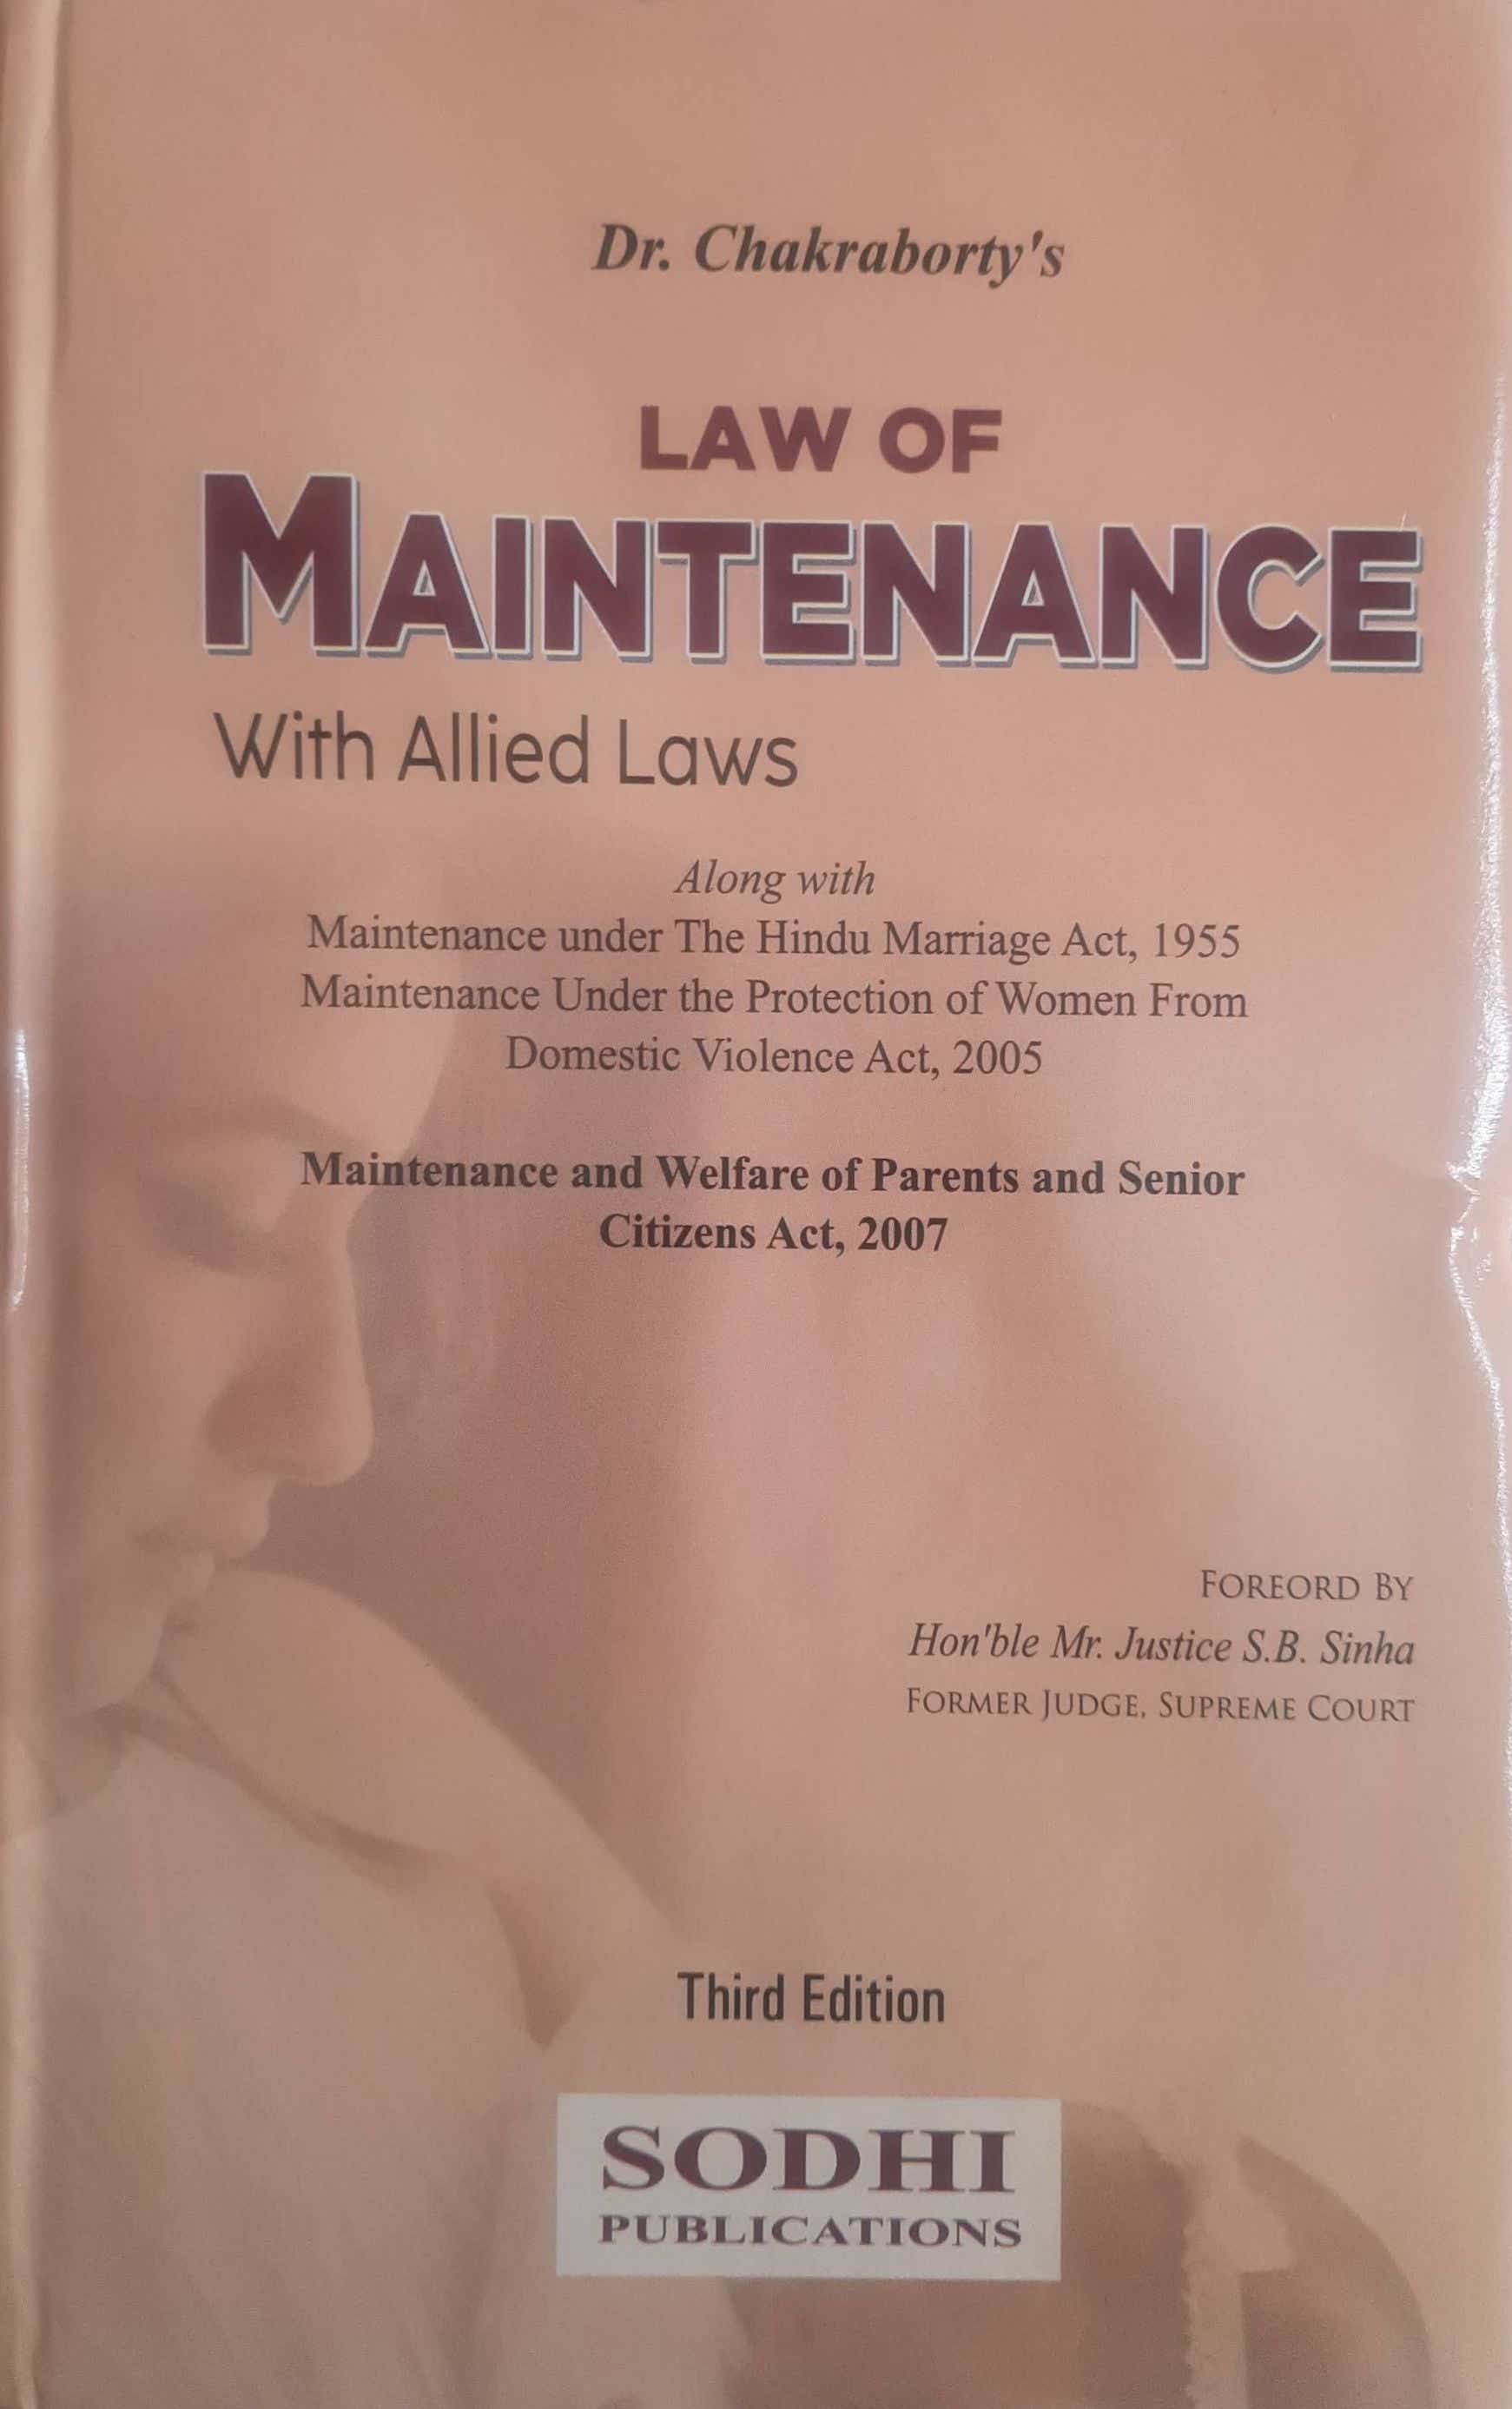 Dr. Chakraborty's
LAW OF
MAINTENANCE
With Allied Laws
Along with
Maintenance under The Hindu Marriage Act, 1955
Maintenance Under the Protection of Women From
Domestic Violence Act, 2005
Maintenance and Welfare of Parents and Senior
Citizens Act, 2007
FOREORD BY
Hon'ble Mr. Justice S.B. Sinha
FORMER JUDGE, SUPREME COURT
Third Edition
SODHI
PUBLICATIONS